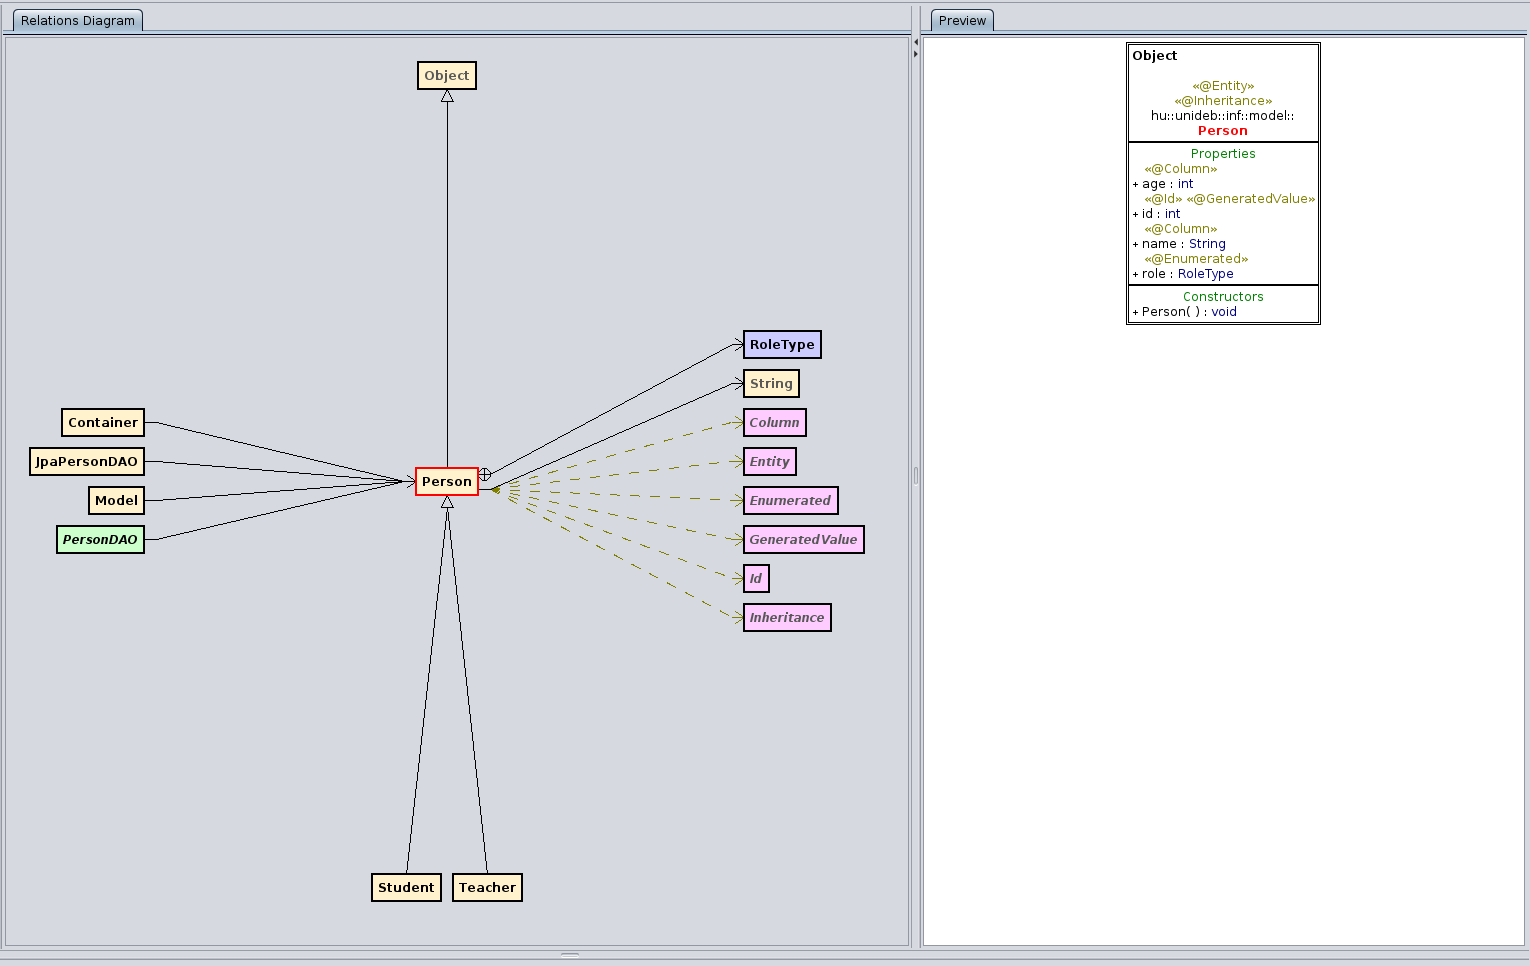 Relations Diagram
Object
RoleType
String
Container
Column
JpaPersonDAO
Entity
Person
Model
Enumerated
PersonDAO
GeneratedValue
Id
Inheritance
Student
Teacher
Preview
Object
«@Entity»
«@Inheritance»
hu::unideb::inf::model::
Person
Properties
«@Column»
+ age : int
«@Id» «@GeneratedValue»
+ id : int
«@Column»
+ name : String
«@Enumerated»
+ role : RoleType
Constructors
+ Person( ) : void